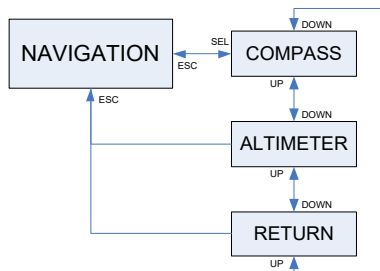 DOWN
NAVIGATION
SEL
ESC
COMPASS
UP
ESC
DOWN
ALTIMETER
UP
DOWN
RETURN
UP